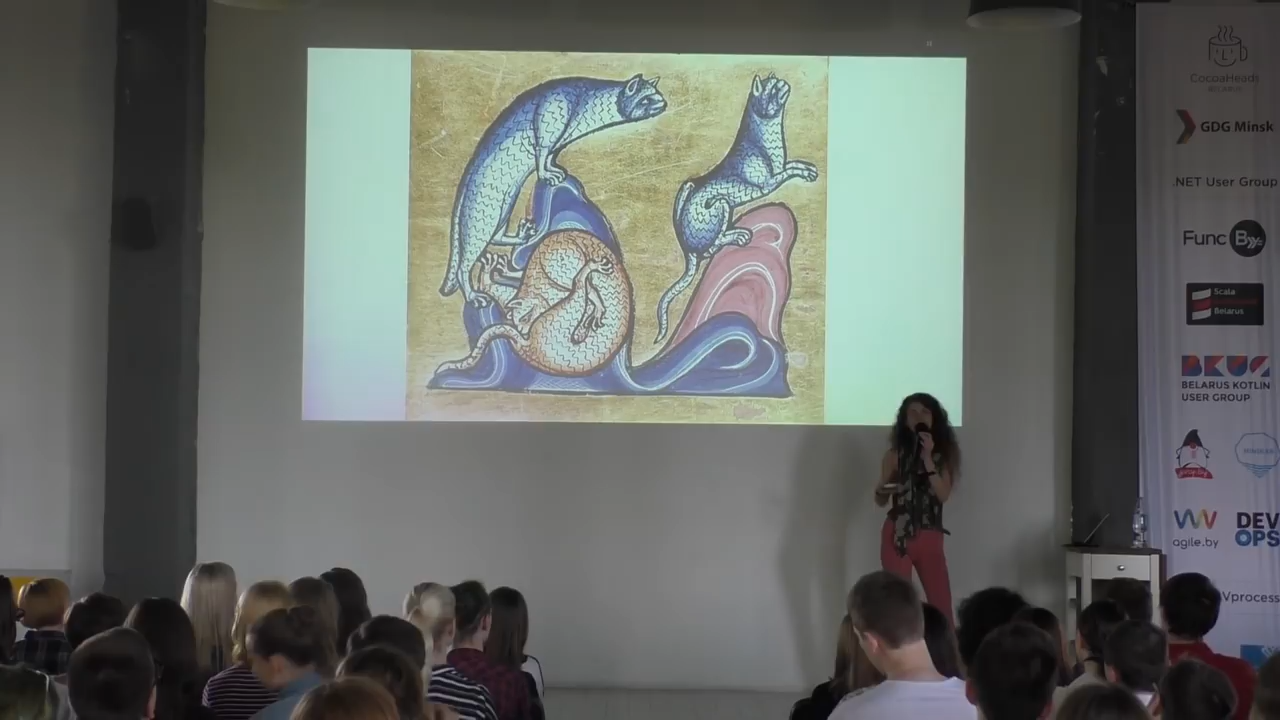 CocoaHeads
GDG Minsk
.NET User Group
Func By
Scala
Belarus
BKUG
BELARUS KOTLIN
USER GROUP
agile.by
DEV
OPS
Vprocess